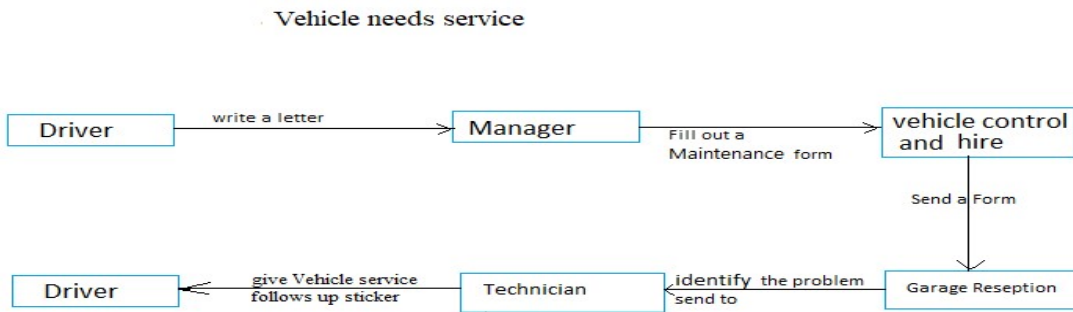 Vehicle needs service
Driver
write a letter
Manager
Fill out a
Maintenance form
vehicle control
and hire
Send a Form
Garage Reseption
identify the problem
send to
Technician
give Vehicle service
follows up sticker
Driver